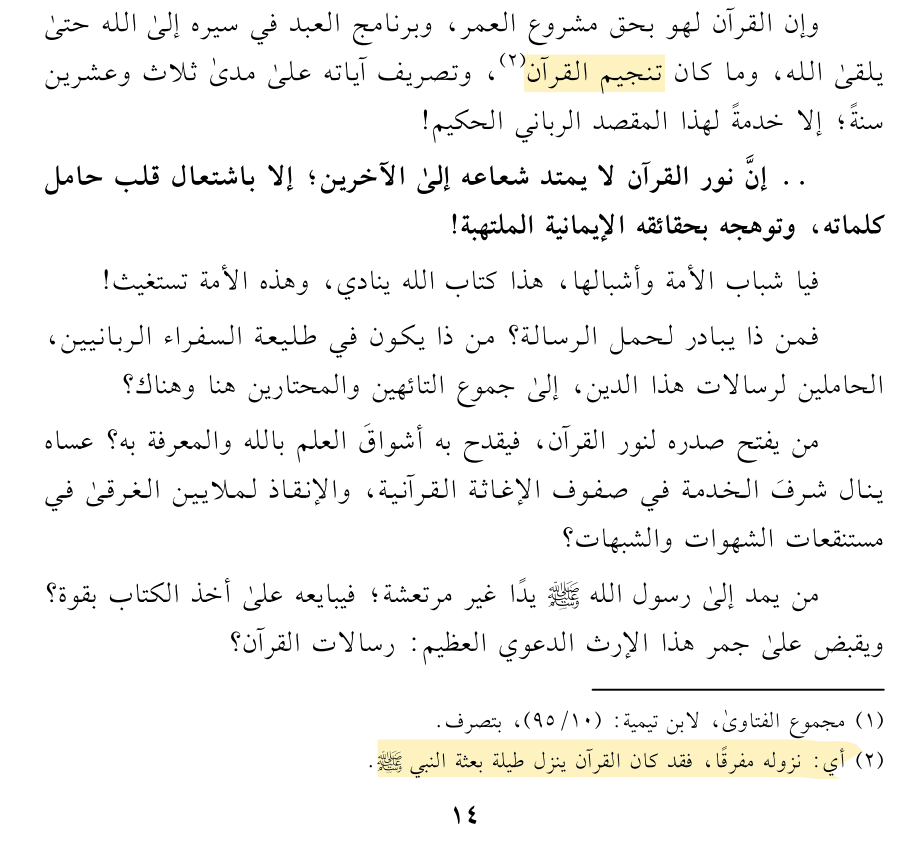 وإن القرآن لهو بحق مشروع العمر، وبرنامج العبد في سيره إلىٰ الله حتىٰ
يلقىٰ الله، وما كان تنجيم القرآن(٢)، وتصريف آياته علىٰ مدىٰ ثلاث وعشرين
سنةً؛ إلا خدمةً لهذا المقصد الرباني الحكيم!
.. إنَّ نور القرآن لا يمتد شعاعه إلىٰ الآخرين؛ إلا باشتعال قلب حامل
كلماته، وتوهجه بحقائقه الإيمانية الملتهبة!
فيا شباب الأمة وأشبالها، هذا كتاب الله ينادي، وهذه الأمة تستغيث!
فمن ذا يبادر لحمل الرسالة؟ من ذا يكون في طليعة السفراء الربانيين،
الحاملين لرسالات هذا الدين، إلىٰ جموع التائهين والمحتارين هنا وهناك؟
من يفتح صدره لنور القرآن، فيقدح به أشواقَ العلم بالله والمعرفة به؟ عساه
ينال شرفَ الخدمة في صفوف الإغاثة القرآنية، والإنقاذ لملايين الغرقىٰ في
مستنقعات الشهوات والشبهات؟
من يمد إلىٰ رسول الله ﷺ يدًا غير مرتعشة؛ فيبايعه علىٰ أخذ الكتاب بقوة؟
ويقبض علىٰ جمر هذا الإرث الدعوي العظيم: رسالات القرآن؟
(١) مجموع الفتاوىٰ، لابن تيمية: (٩٥/١٠)، بتصرف.
(٢) أي: نزوله مفرقًا، فقد كان القرآن ينزل طيلة بعثة النبي ﷺ.
١٤